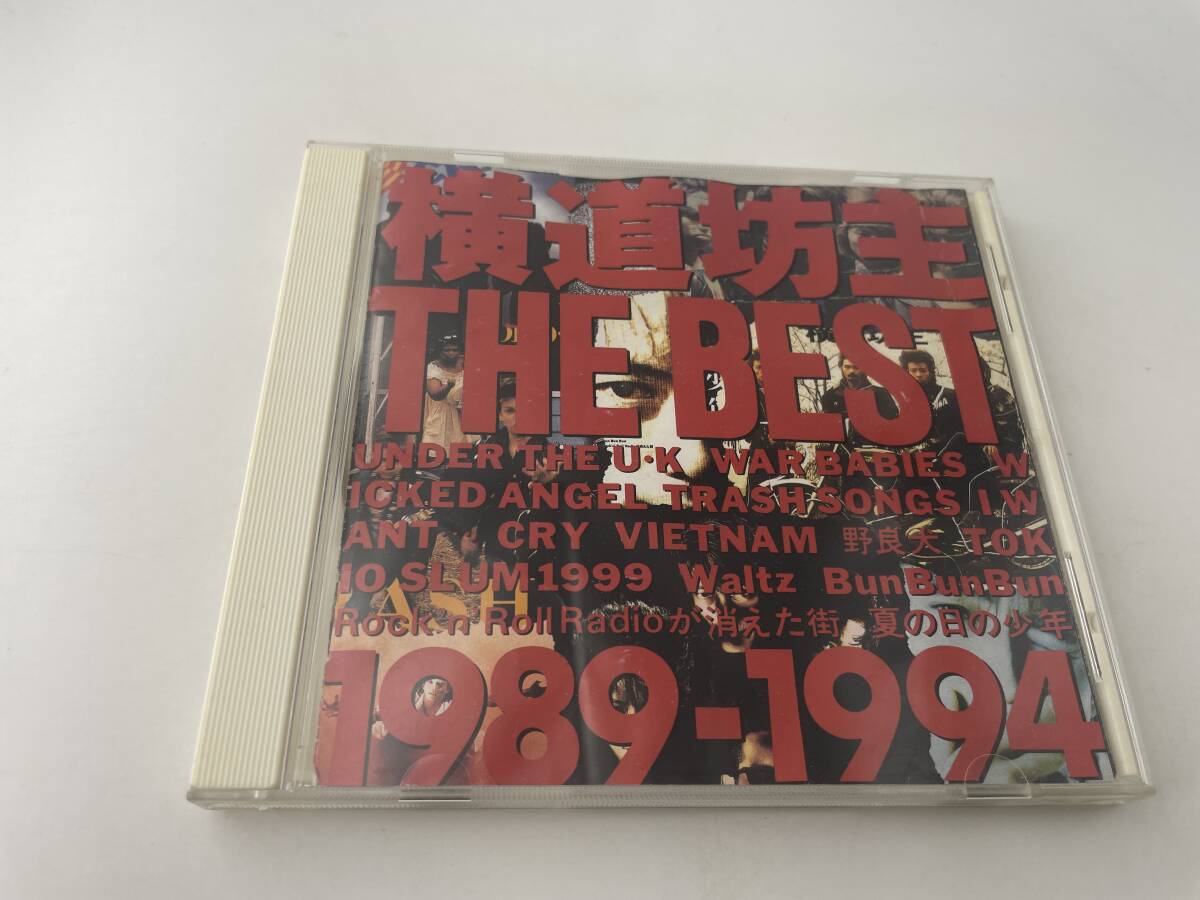 横道坊主
THE BEST
UNDER THE U・K WAR BABIES W
ICKED ANGEL TRASH SONGS I W
ANT CRY VIETNAM 野良犬 TOK
IO SLUM 1999 Waltz BunBunBun
Rock'n'Roll Radioが消えた街 夏の日の少年
1989-1994